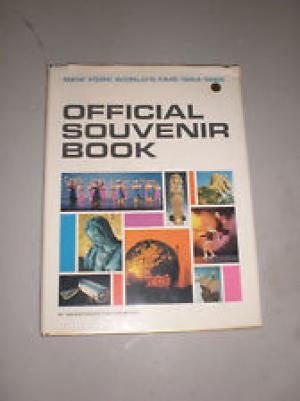 NEW YORK WORLD'S FAIR 1964-1965
OFFICIAL
SOUVENIR
BOOK